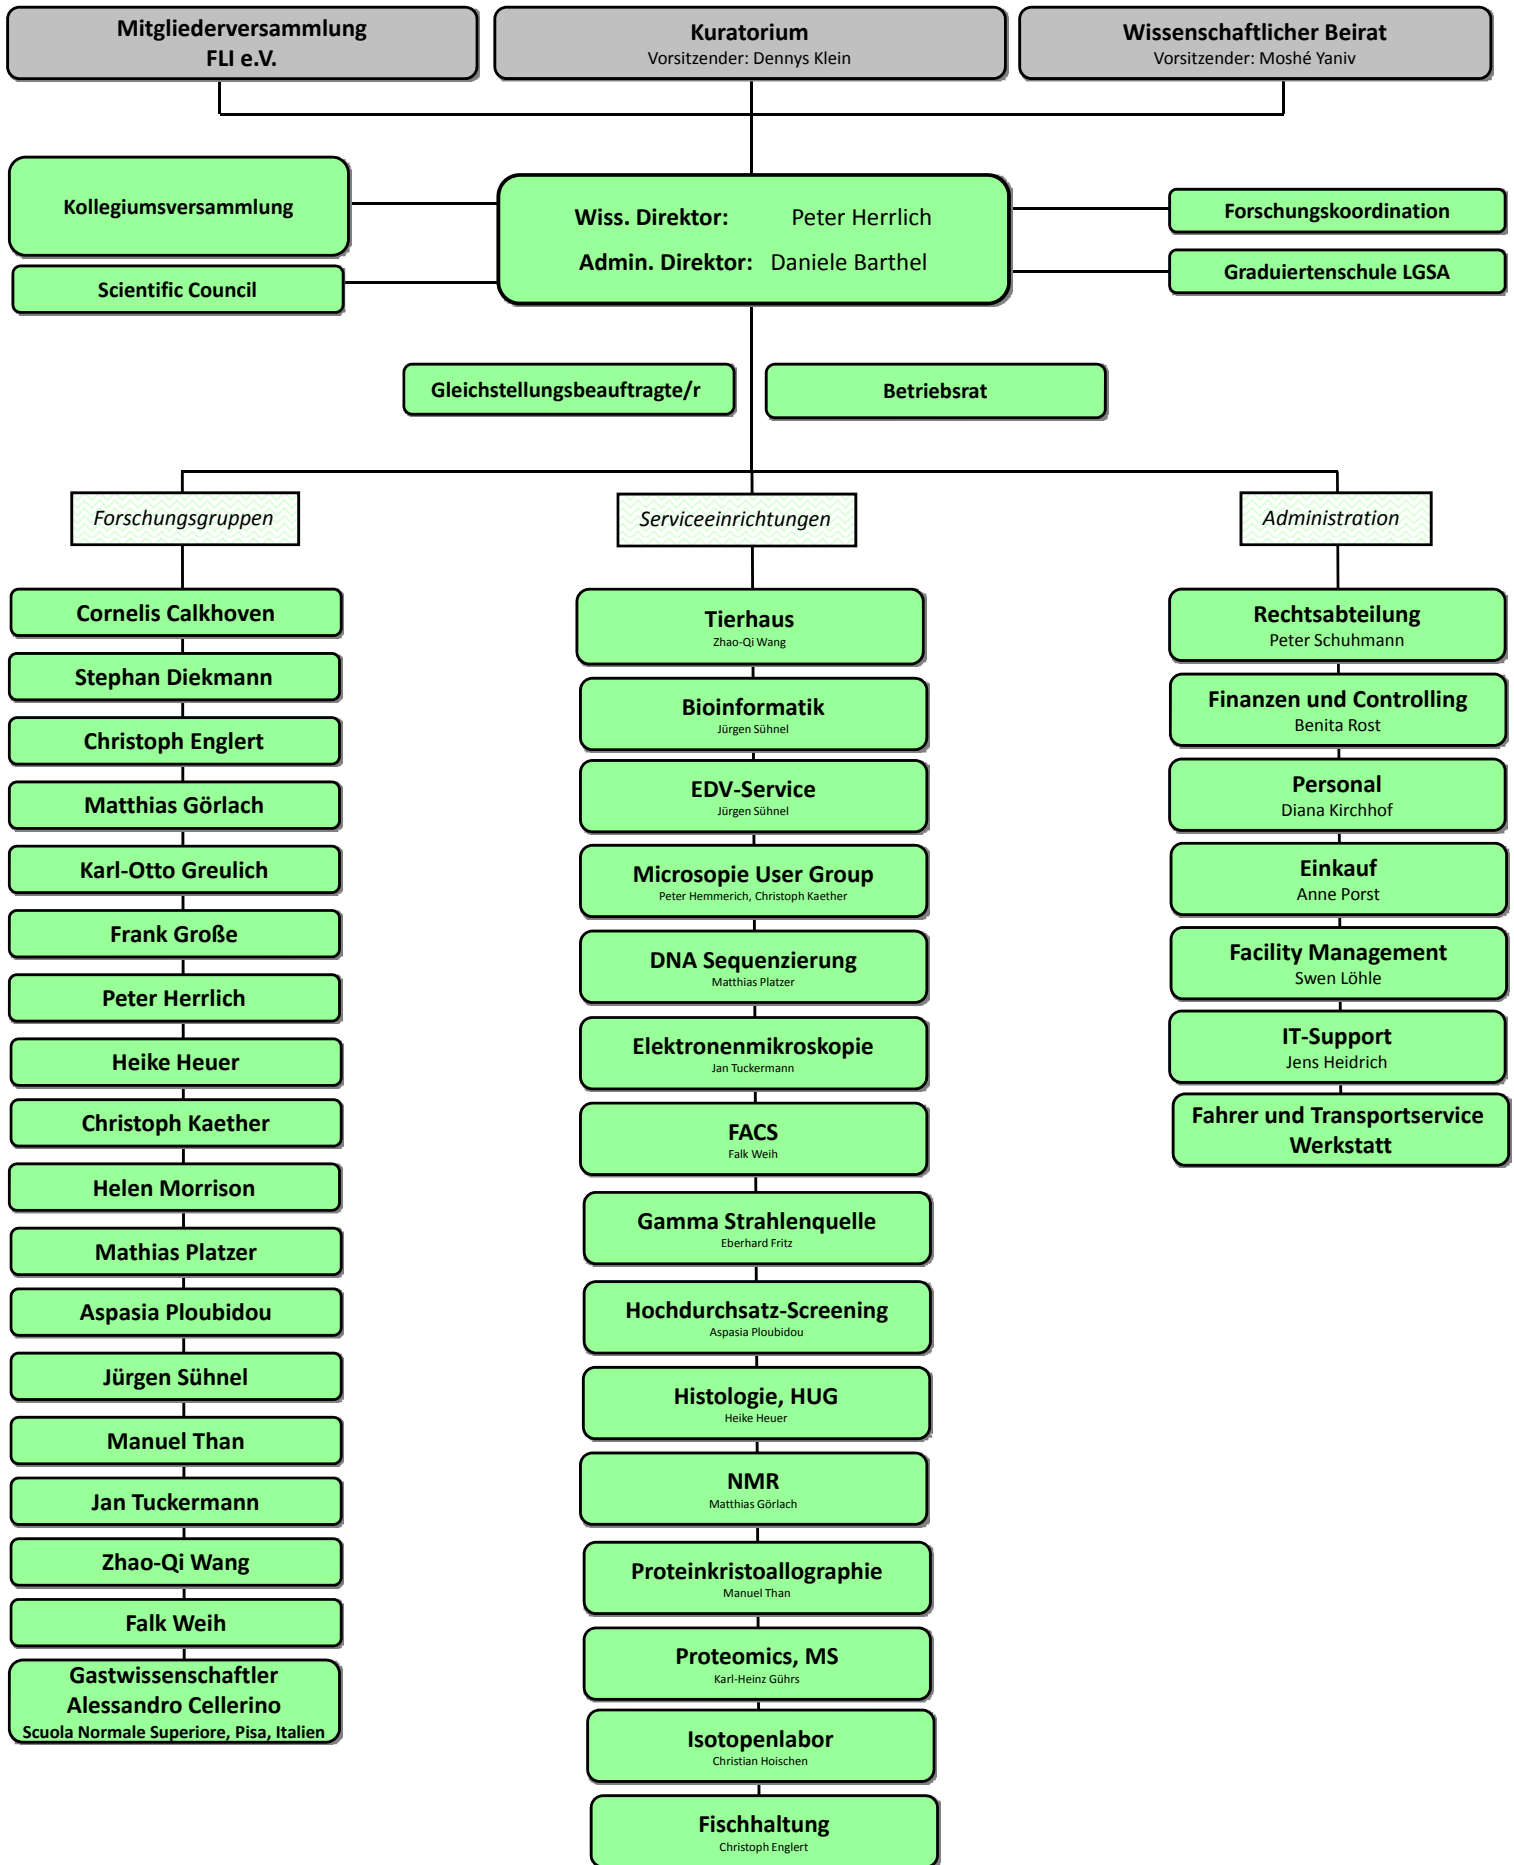 Mitgliederversammlung
FLI e.V.
Kuratorium
Vorsitzender: Dennys Klein
Wissenschaftlicher Beirat
Vorsitzender: Moshé Yaniv
Kollegiumsversammlung
Scientific Council
Wiss. Direktor: Peter Herrlich
Admin. Direktor: Daniele Barthel
Forschungskoordination
Graduiertenschule LGSA
Gleichstellungsbeauftragte/r
Betriebsrat
Forschungsgruppen
Cornelis Calkhoven
Stephan Diekmann
Christoph Englert
Matthias Görlach
Karl-Otto Greulich
Frank Große
Peter Herrlich
Heike Heuer
Christoph Kaether
Helen Morrison
Mathias Platzer
Aspasia Ploubidou
Jürgen Sühnel
Manuel Than
Jan Tuckermann
Zhao-Qi Wang
Falk Weih
Gastwissenschaftler
Alessandro Cellerino
Scuola Normale Superiore, Pisa, Italien
Serviceeinrichtungen
Tierhaus
Zhao-Qi Wang
Bioinformatik
Jürgen Sühnel
EDV-Service
Jürgen Sühnel
Microsopie User Group
Peter Hemmerich, Christoph Kaether
DNA Sequenzierung
Matthias Platzer
Elektronenmikroskopie
Jan Tuckermann
FACS
Falk Weih
Gamma Strahlenquelle
Eberhard Fritz
Hochdurchsatz-Screening
Aspasia Ploubidou
Histologie, HUG
Heike Heuer
NMR
Matthias Görlach
Proteinkristoallographie
Manuel Than
Proteomics, MS
Karl-Heinz Gührs
Isotopenlabor
Christian Hoischen
Fischhaltung
Christoph Englert
Administration
Rechtsabteilung
Peter Schuhmann
Finanzen und Controlling
Benita Rost
Personal
Diana Kirchhof
Einkauf
Anne Porst
Facility Management
Swen Löhle
IT-Support
Jens Heidrich
Fahrer und Transportservice
Werkstatt